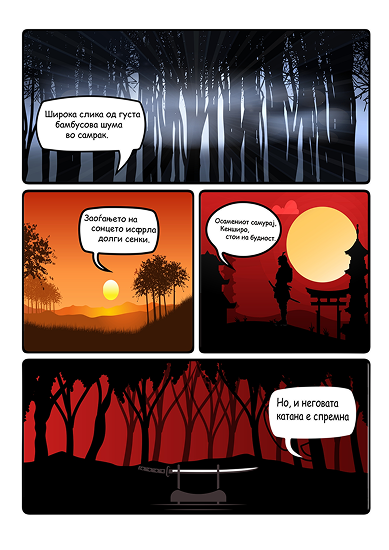 Широка слика од густа
бамбусова шума
во самрак.
Заоѓањето на
сонцето исфрла
долги сенки.
Осамениот самурај,
Кенширо,
стои на будност.
Но, и неговата
катана е спремна